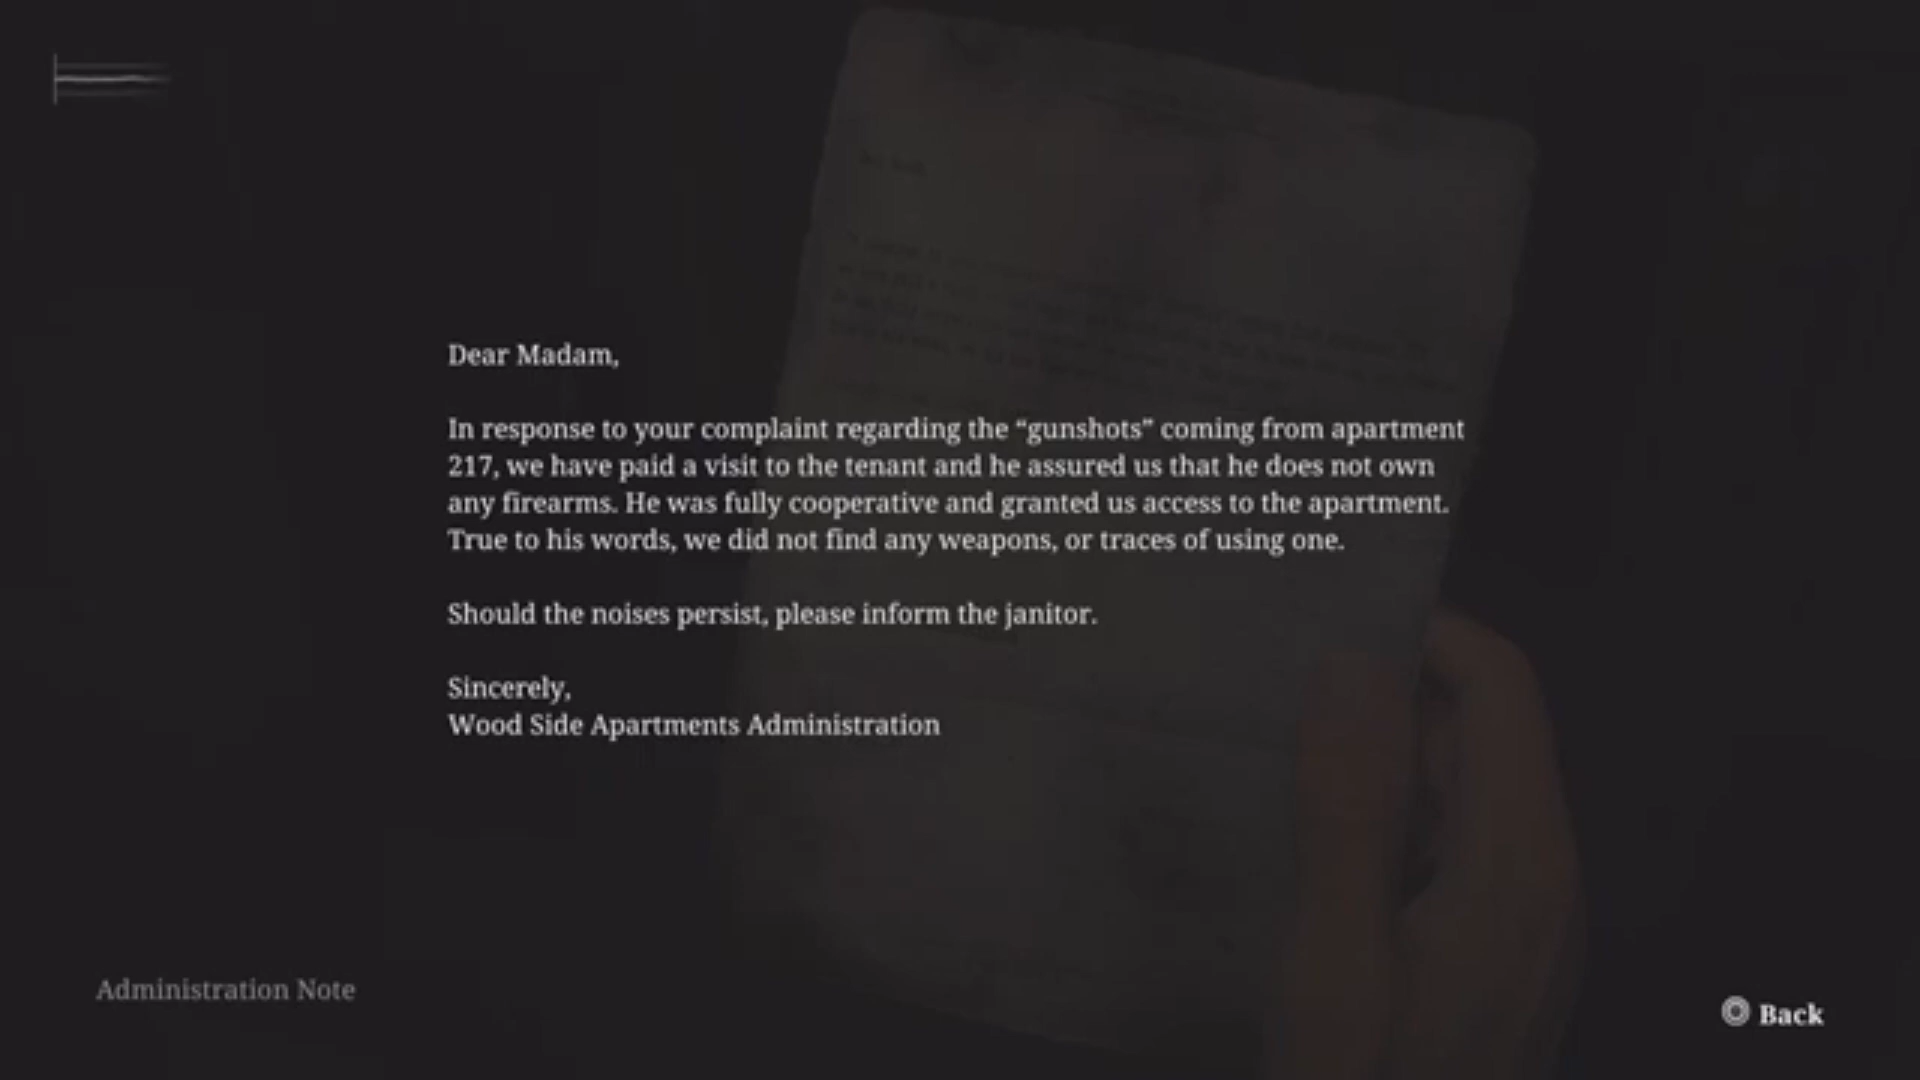 Dear Madam,
In response to your complaint regarding the “gunshots” coming from apartment
217, we have paid a visit to the tenant and he assured us that he does not own
any firearms. He was fully cooperative and granted us access to the apartment.
True to his words, we did not find any weapons, or traces of using one.
Should the noises persist, please inform the janitor.
Sincerely,
Wood Side Apartments Administration
Administration Note
Back